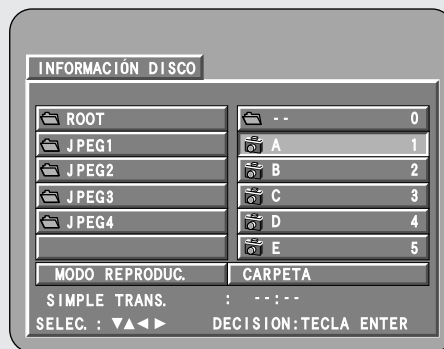 INFORMACIÓN DISCO
ROOT -- 0
JPEG1 A 1
JPEG2 B 2
JPEG3 C 3
JPEG4 D 4
E 5
MODO REPRODUC. CARPETA
SIMPLE TRANS. : --:--
SELEC. : ▼▲◀▶ DECISION:TECLA ENTER